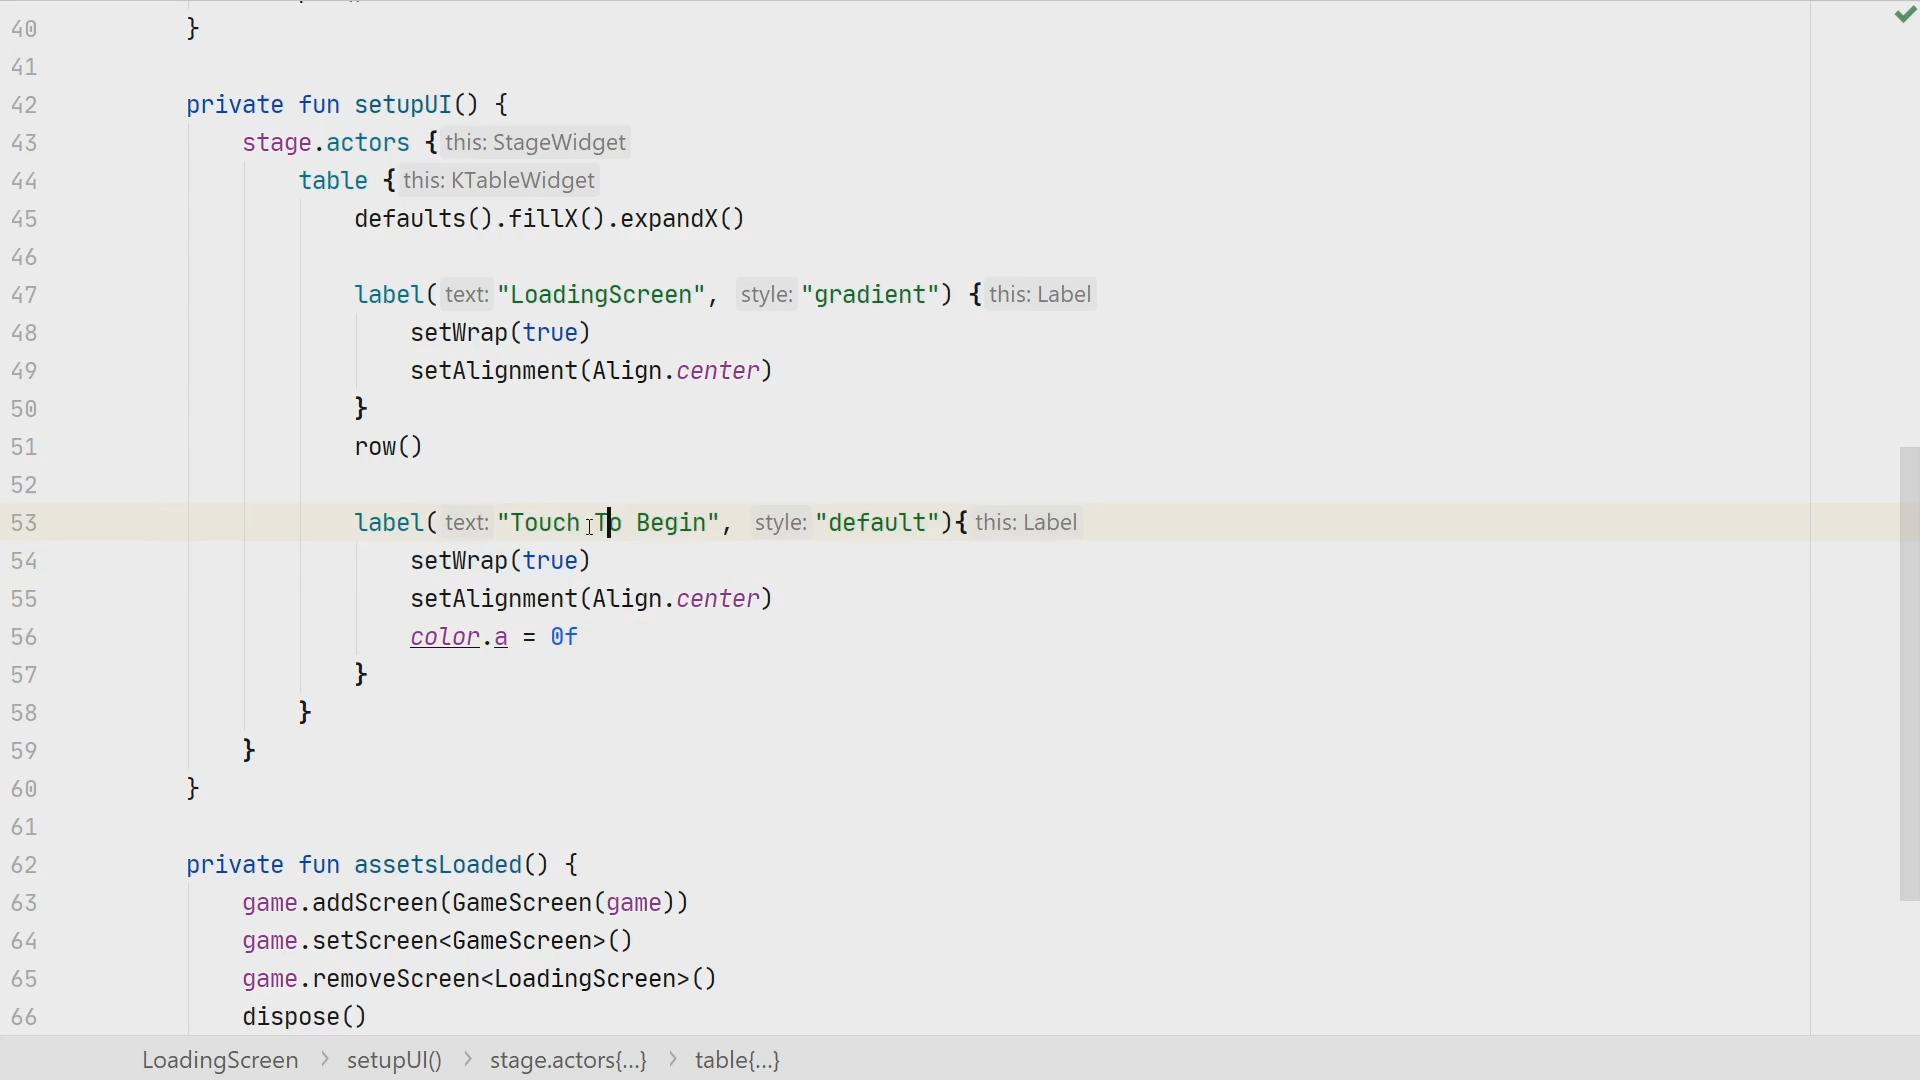 40 }
41
42 private fun setupUI() {
43 stage.actors { this: StageWidget
44 table { this: KTableWidget
45 defaults().fillX().expandX()
46
47 label( text: "LoadingScreen", style: "gradient") { this: Label
48 setWrap(true)
49 setAlignment(Align.center)
50 }
51 row()
52
53 label( text: "Touch To Begin", style: "default"){ this: Label
54 setWrap(true)
55 setAlignment(Align.center)
56 color.a = 0f
57 }
58 }
59 }
60 }
61
62 private fun assetsLoaded() {
63 game.addScreen(GameScreen(game))
64 game.setScreen<GameScreen>()
65 game.removeScreen<LoadingScreen>()
66 dispose()
LoadingScreen > setupUI() > stage.actors{...} > table{...}